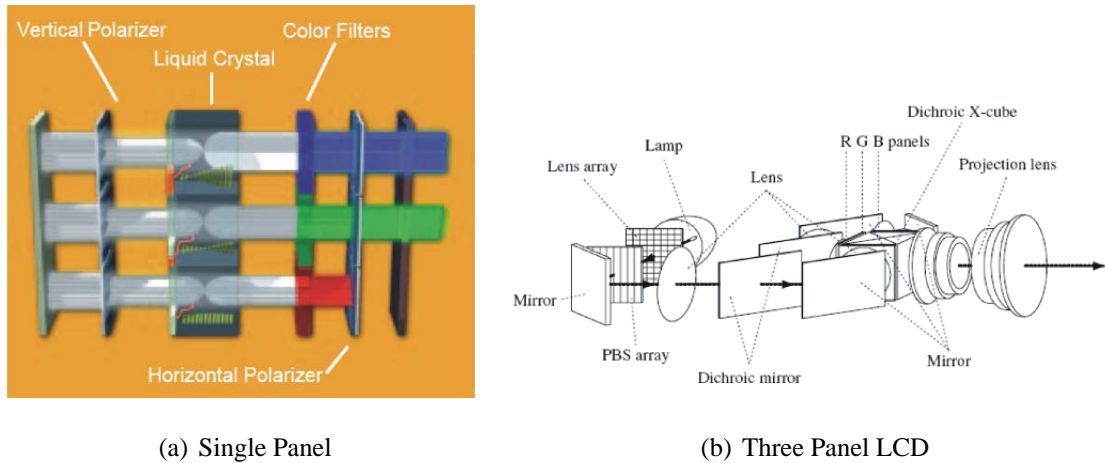 Vertical Polarizer
Color Filters
Liquid Crystal
Horizontal Polarizer
Dichroic X-cube
R G B panels
Lamp
Projection lens
Lens array
Lens
Mirror
PBS array
Mirror
Dichroic mirror
(a) Single Panel
(b) Three Panel LCD